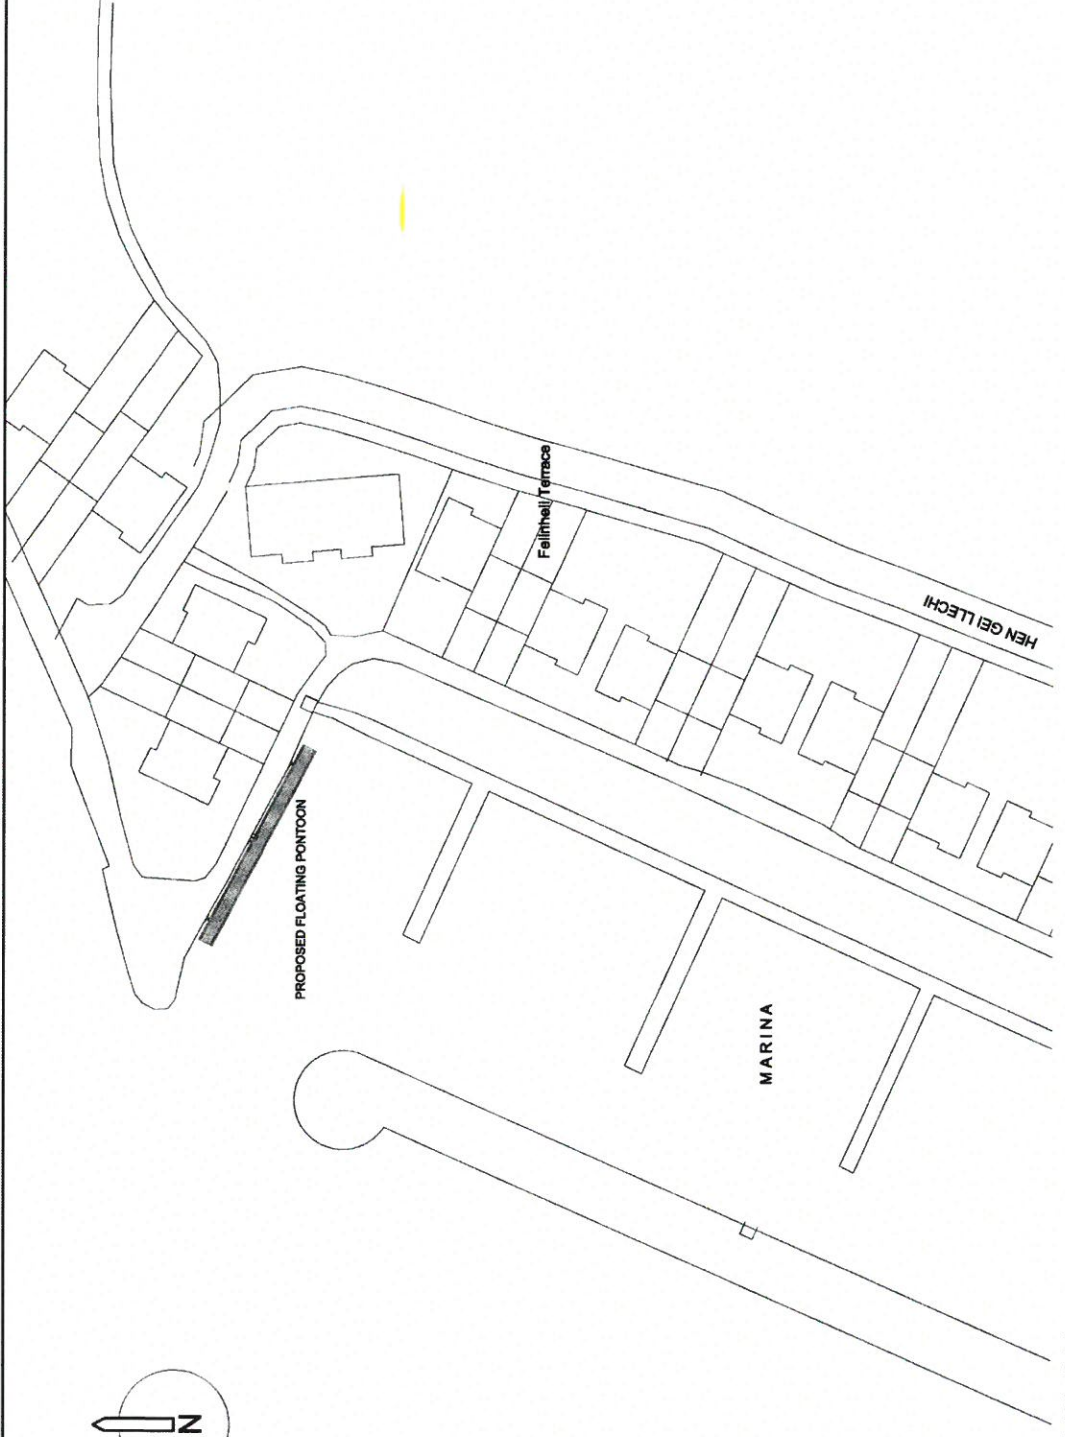 Felinheli Terrace
HEN GEI LLECHI
PROPOSED FLOATING PONTOON
MARINA
N